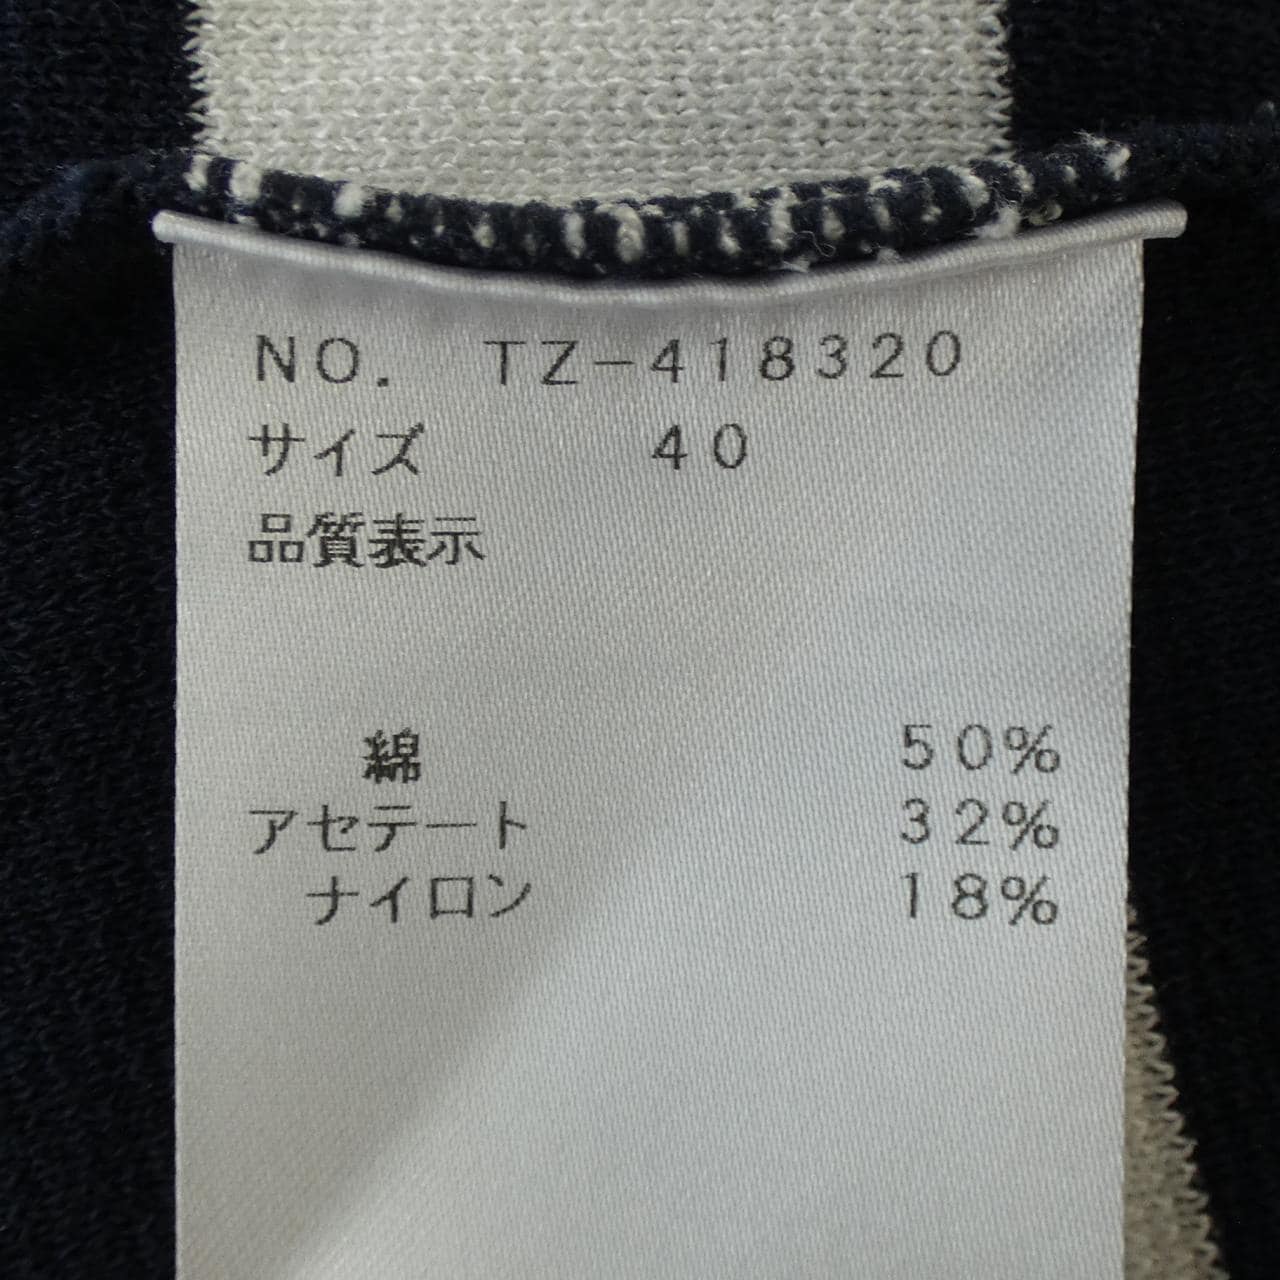 NO. TZ-418320
サイズ 40
品質表示
綿 50%
アセテート 32%
ナイロン 18%